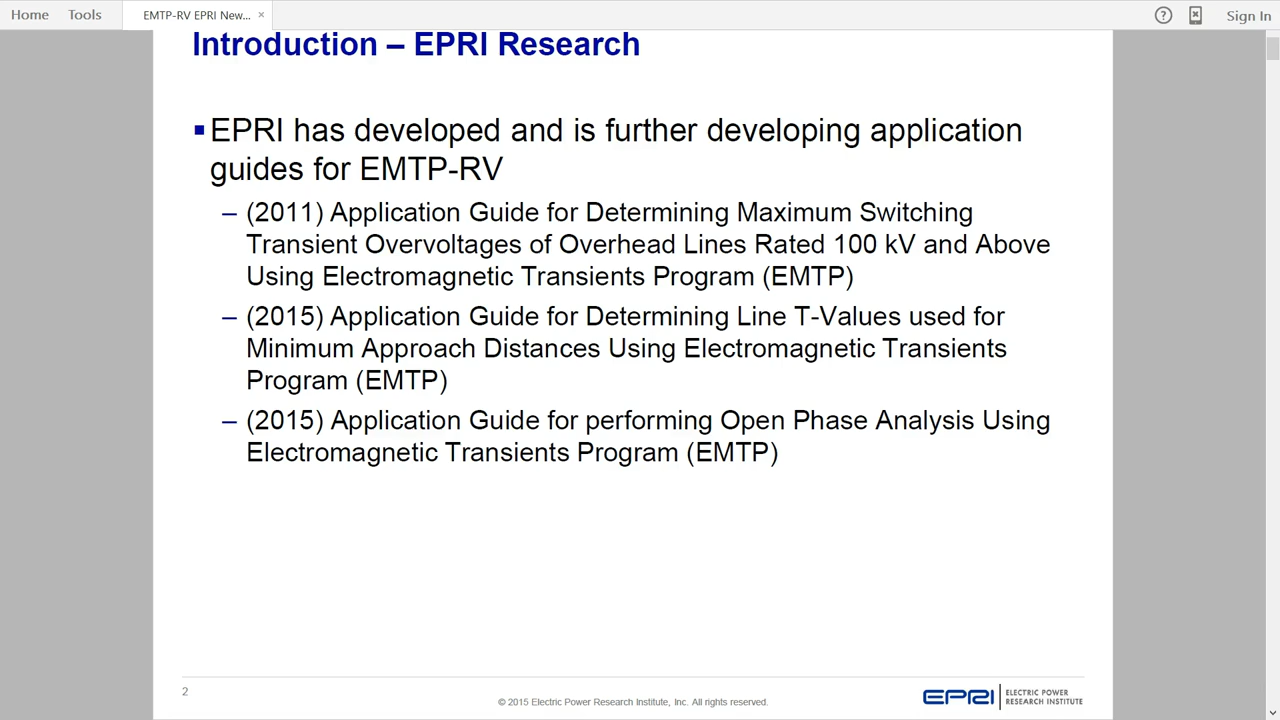 Home Tools EMTP-RV EPRI New... × Sign In
Introduction – EPRI Research
EPRI has developed and is further developing application
guides for EMTP-RV
– (2011) Application Guide for Determining Maximum Switching
Transient Overvoltages of Overhead Lines Rated 100 kV and Above
Using Electromagnetic Transients Program (EMTP)
– (2015) Application Guide for Determining Line T-Values used for
Minimum Approach Distances Using Electromagnetic Transients
Program (EMTP)
– (2015) Application Guide for performing Open Phase Analysis Using
Electromagnetic Transients Program (EMTP)
2
© 2015 Electric Power Research Institute, Inc. All rights reserved.
EPRI
ELECTRIC POWER
RESEARCH INSTITUTE